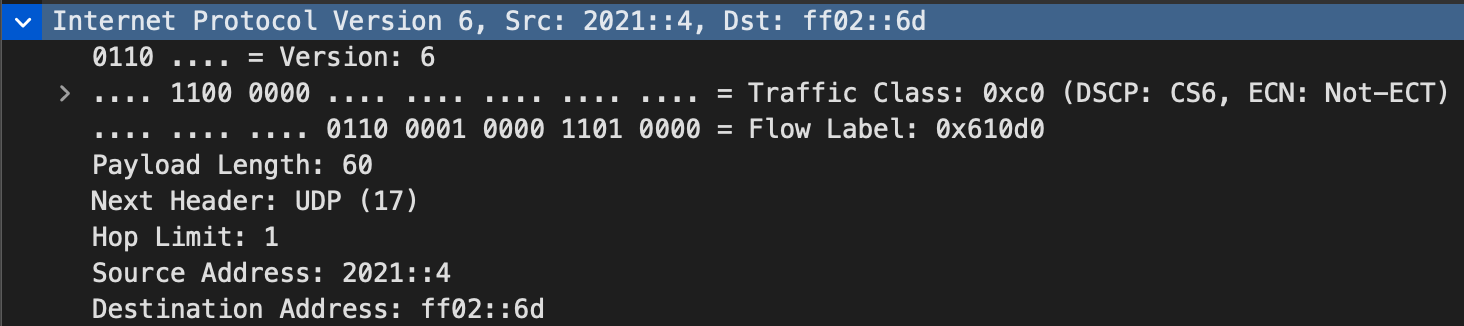 Internet Protocol Version 6, Src: 2021::4, Dst: ff02::6d
0110 .... = Version: 6
.... 1100 0000 .... .... .... .... .... = Traffic Class: 0xc0 (DSCP: CS6, ECN: Not-ECT)
.... .... .... 0110 0001 0000 1101 0000 = Flow Label: 0x610d0
Payload Length: 60
Next Header: UDP (17)
Hop Limit: 1
Source Address: 2021::4
Destination Address: ff02::6d